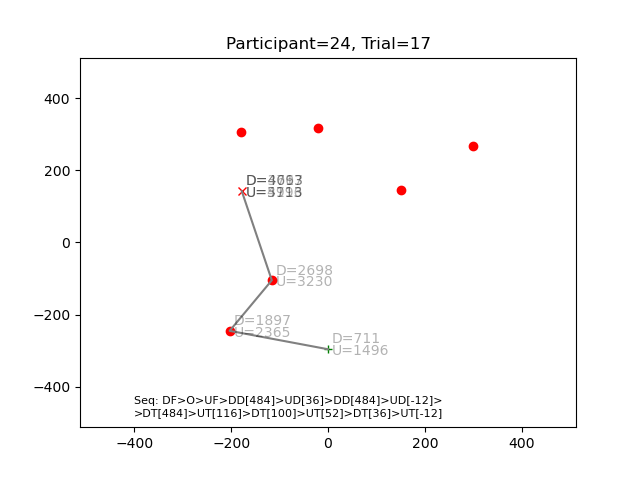 Participant=24, Trial=17
400
200
0
−200
−400
D=2698
U=3230
D=1897
U=2365
D=711
U=1496
Seq: DF>O>UF>DD[484]>UD[36]>DD[484]>UD[-12]>
>DT[484]>UT[116]>DT[100]>UT[52]>DT[36]>UT[-12]
−400 −200 0 200 400